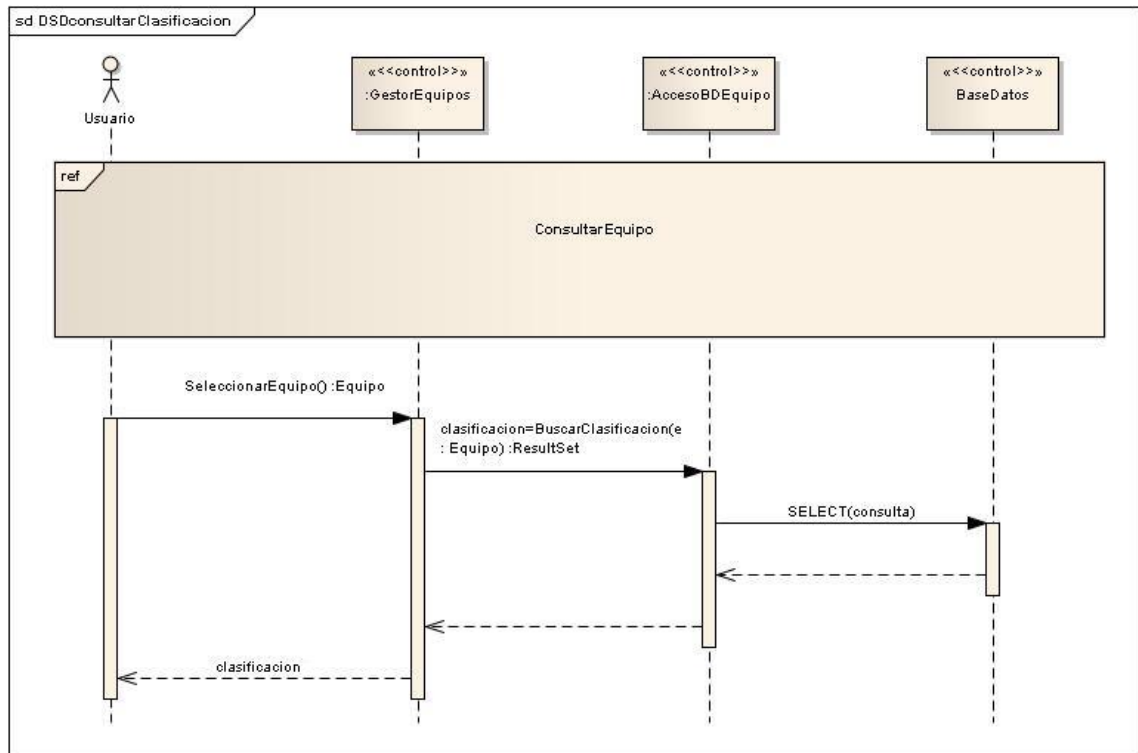 sd DSDconsultarClasificacion
Usuario
«<<control>>»
:GestorEquipos
«<<control>>»
:AccesoBDEquipo
«<<control>>»
BaseDatos
ref
ConsultarEquipo
SeleccionarEquipo() :Equipo
clasificacion=BuscarClasificacion(e
: Equipo) :ResultSet
SELECT(consulta)
clasificacion